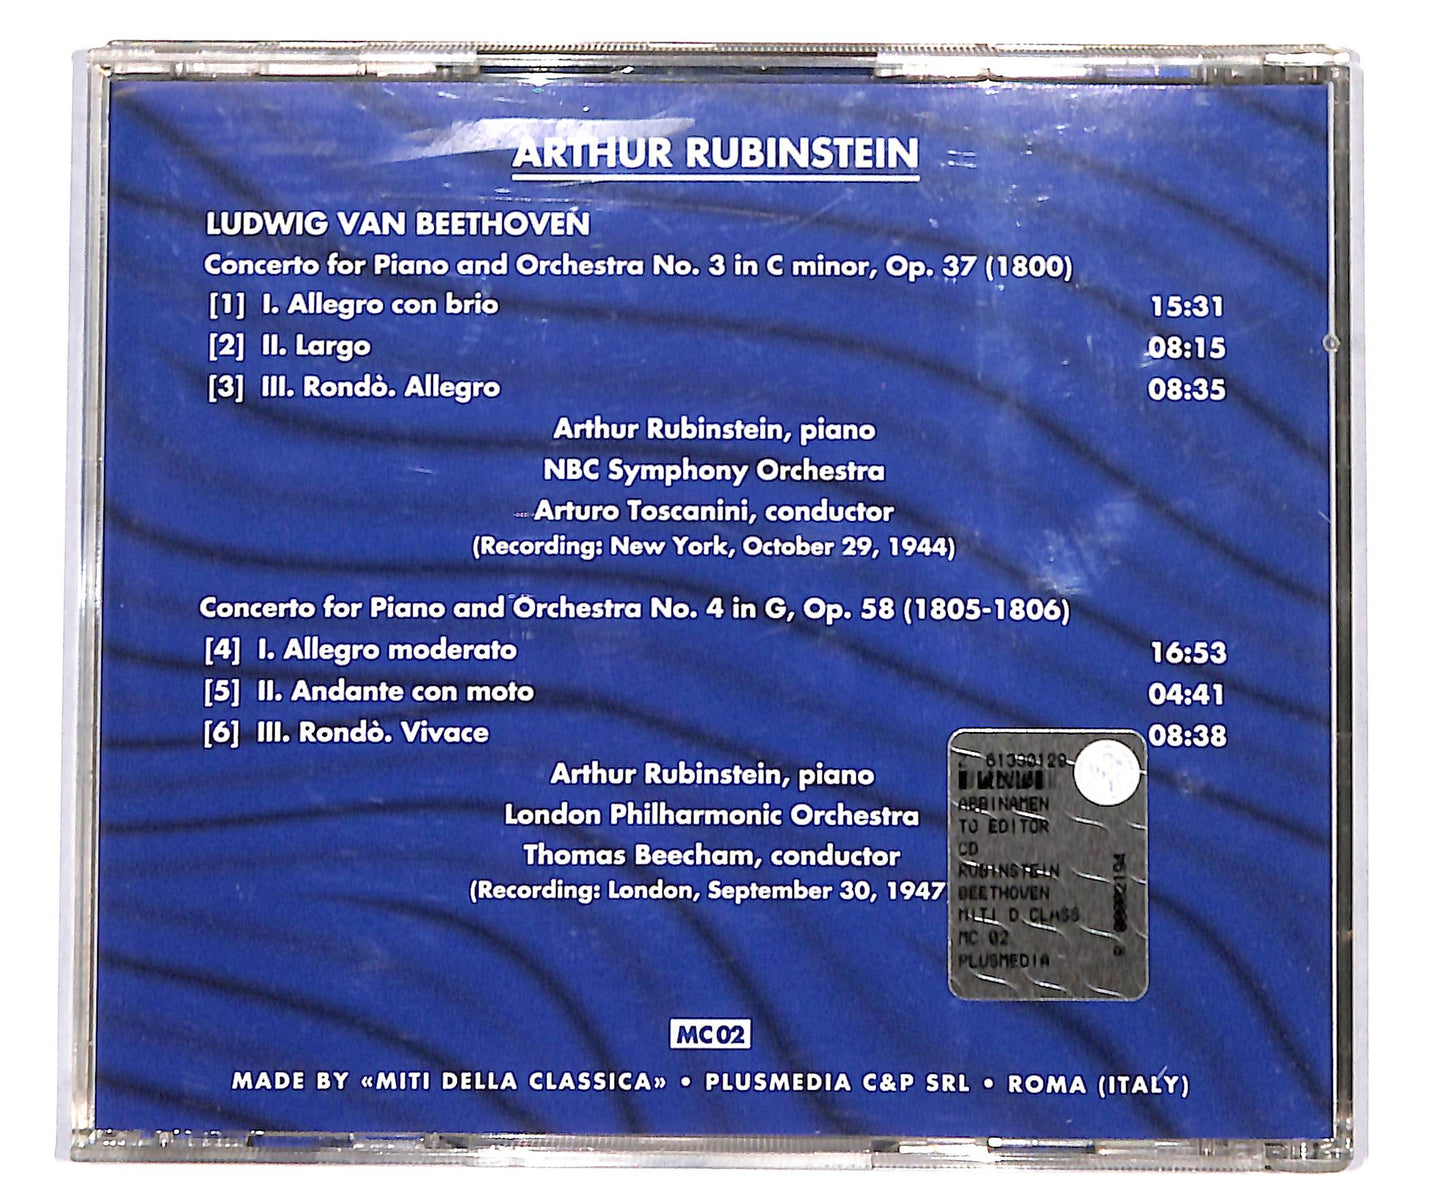 ARTHUR RUBINSTEIN
LUDWIG VAN BEETHOVEN
Concerto for Piano and Orchestra No. 3 in C minor, Op. 37 (1800)
[1] I. Allegro con brio 15:31
[2] II. Largo 08:15
[3] III. Rondò. Allegro 08:35
Arthur Rubinstein, piano
NBC Symphony Orchestra
Arturo Toscanini, conductor
(Recording: New York, October 29, 1944)
Concerto for Piano and Orchestra No. 4 in G, Op. 58 (1805-1806)
[4] I. Allegro moderato 16:53
[5] II. Andante con moto 04:41
[6] III. Rondò. Vivace 08:38
Arthur Rubinstein, piano
London Philharmonic Orchestra
Thomas Beecham, conductor
(Recording: London, September 30, 1947
ABBINAMEN
TO EDITOR
CD
RUBINSTEIN
BEETHOVEN
MITI D CLASS
MC 02
PLUSMEDIA
MC 02
MADE BY «MITI DELLA CLASSICA» • PLUSMEDIA C&P SRL • ROMA (ITALY)